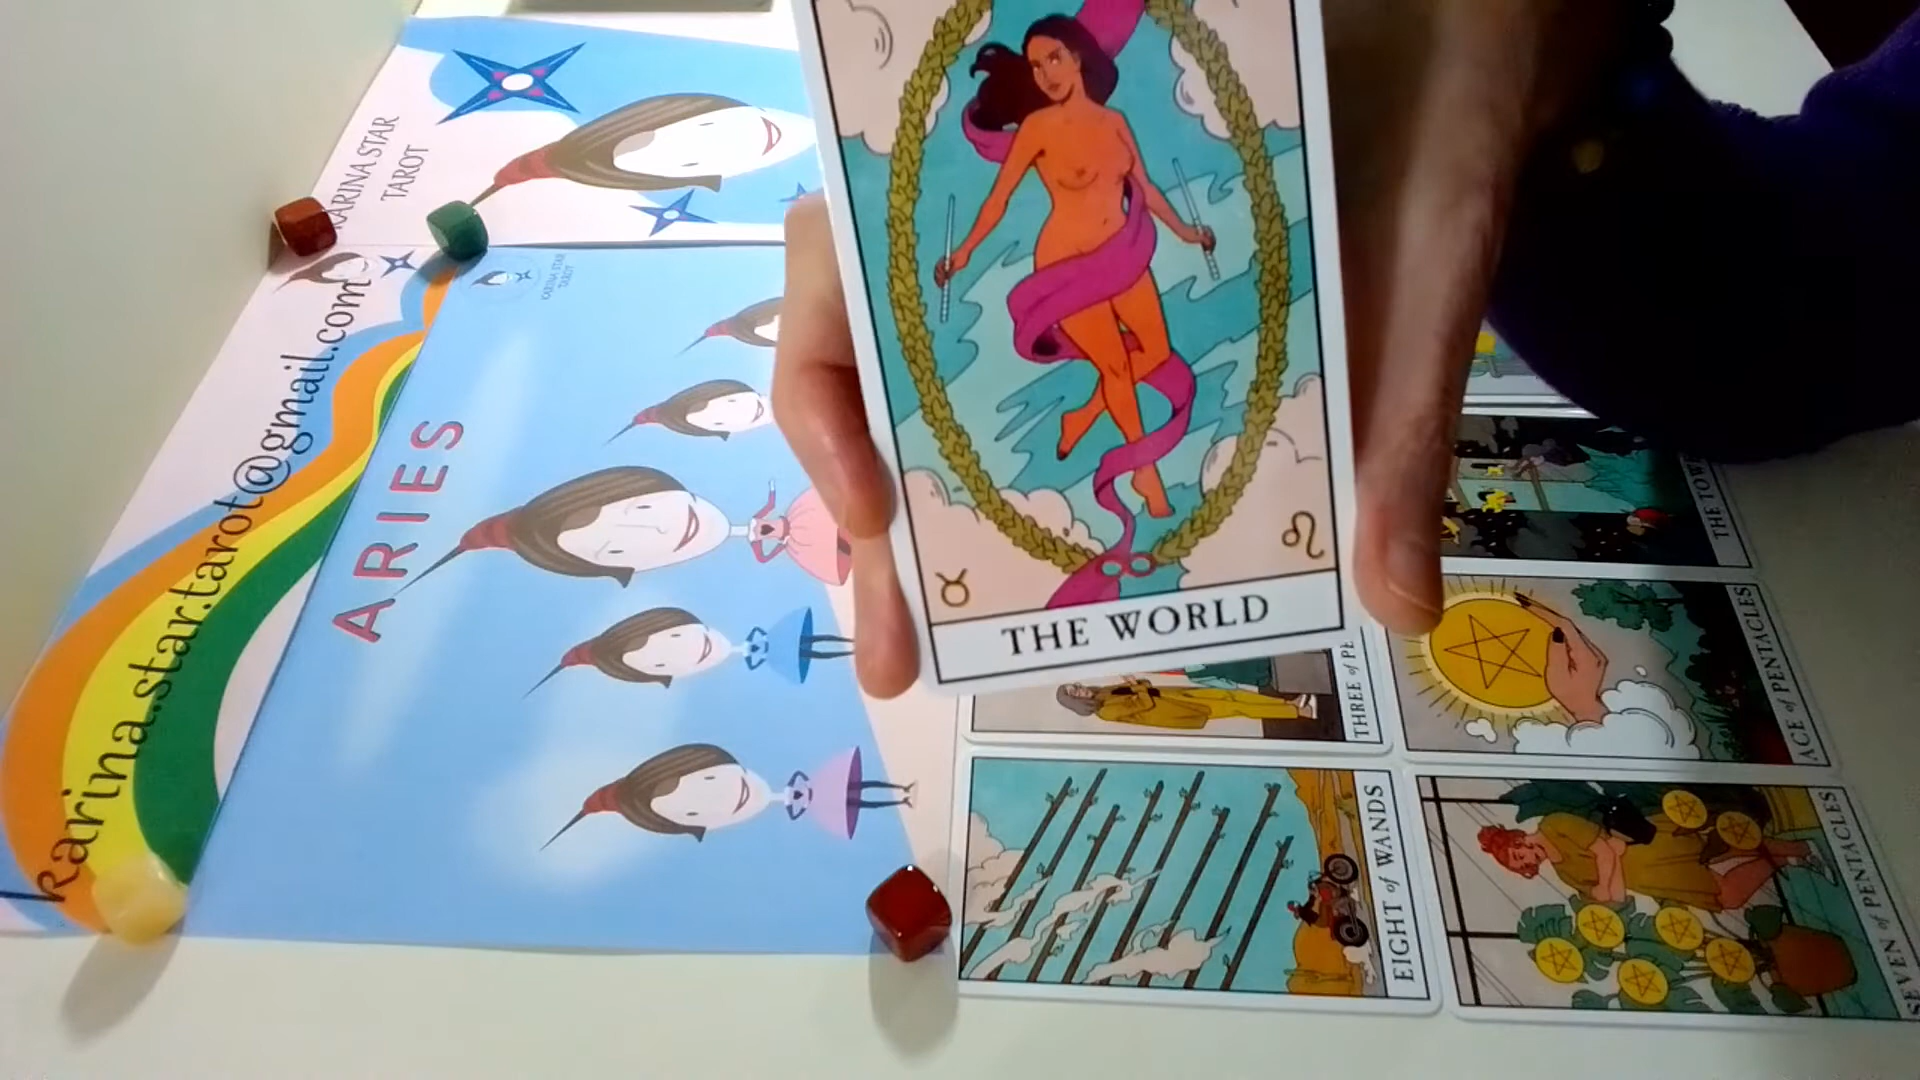 KARINA STAR
TAROT
karina.star.tarot@gmail.com
KARINA STAR
TAROT
ARIES
THE WORLD
THREE of PE
THE TOWE
ACE of PENTACLES
EIGHT of WANDS
SEVEN of PENTACLES